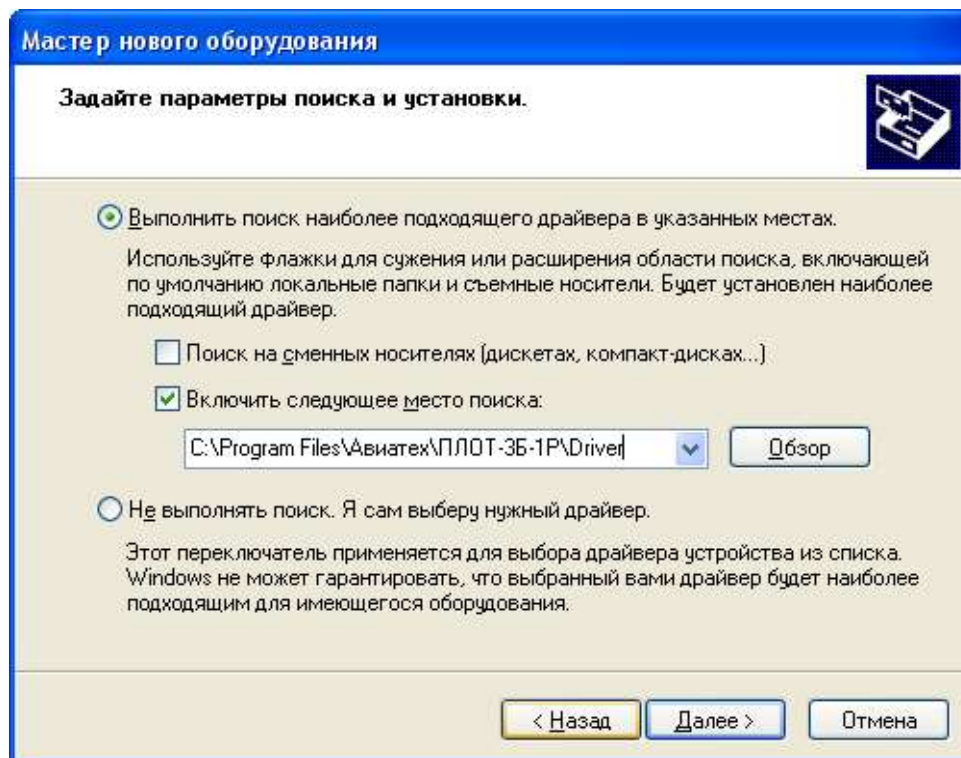 Мастер нового оборудования
Задайте параметры поиска и установки.
Выполнить поиск наиболее подходящего драйвера в указанных местах.
Используйте флажки для сужения или расширения области поиска, включающей
по умолчанию локальные папки и съемные носители. Будет установлен наиболее
подходящий драйвер.
Поиск на сменных носителях (дискетах, компакт-дисках...)
Включить следующее место поиска:
C:\Program Files\Авиатех\ПЛОТ-3Б-1Р\Driver
Обзор
Не выполнять поиск. Я сам выберу нужный драйвер.
Этот переключатель применяется для выбора драйвера устройства из списка.
Windows не может гарантировать, что выбранный вами драйвер будет наиболее
подходящим для имеющегося оборудования.
< Назад Далее > Отмена